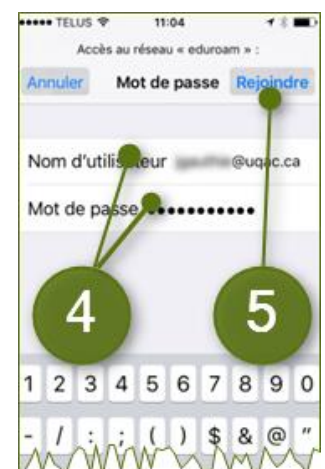 TELUS 11:04
Accès au réseau « eduroam » :
Annuler Mot de passe Rejoindre
Nom d'utilisateur @uqac.ca
Mot de passe ●●●●●●●●●●●
4 5
1 2 3 4 5 6 7 8 9 0
- / : ; ( ) $ & @ "